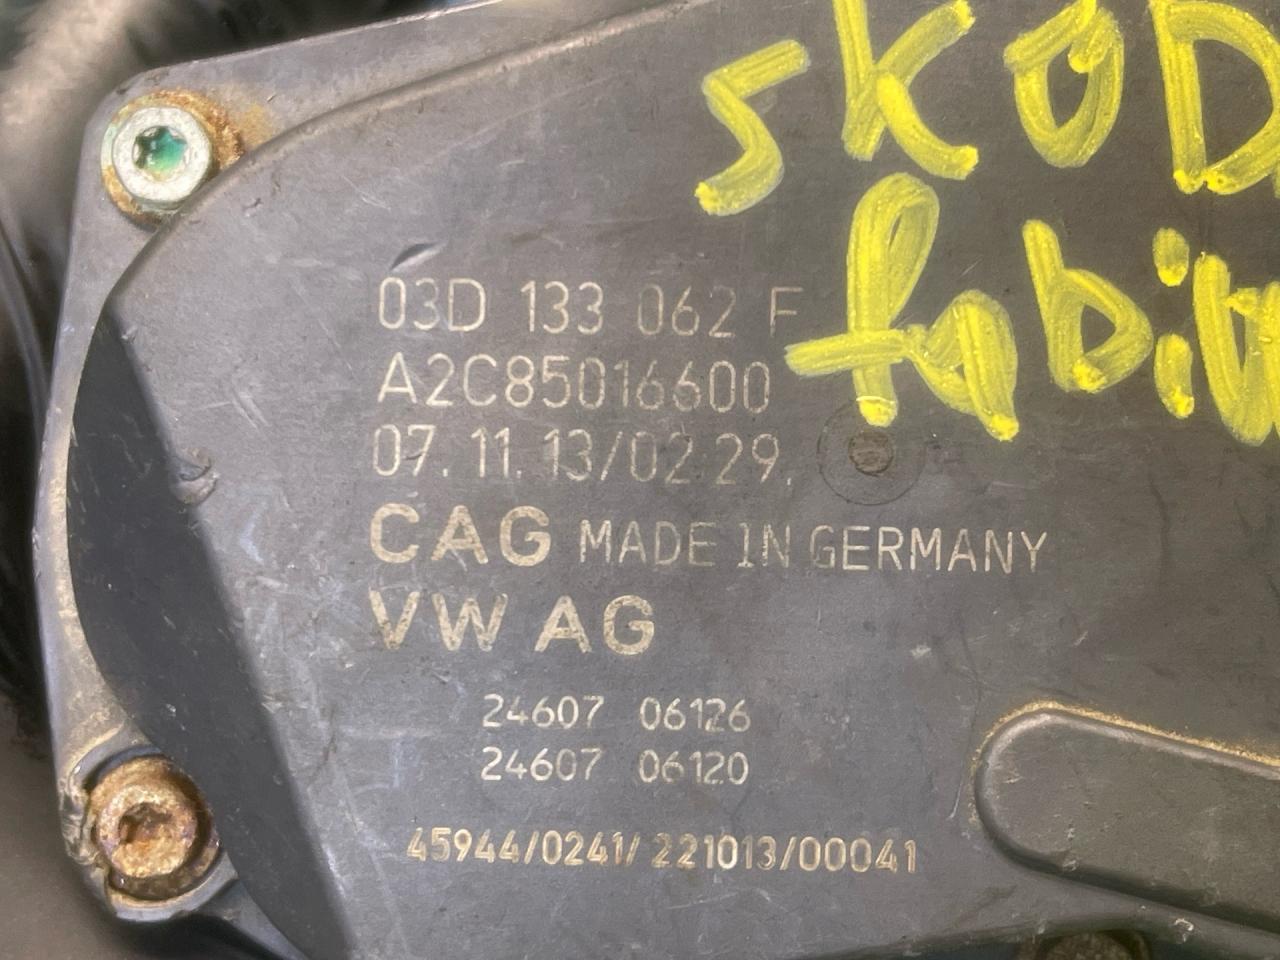 SKOD
fabia
03D 133 062 F
A2C85016600
07.11.13/02:29.
CAG MADE IN GERMANY
VW AG
24607 06126
24607 06120
45944/0241/221013/00041